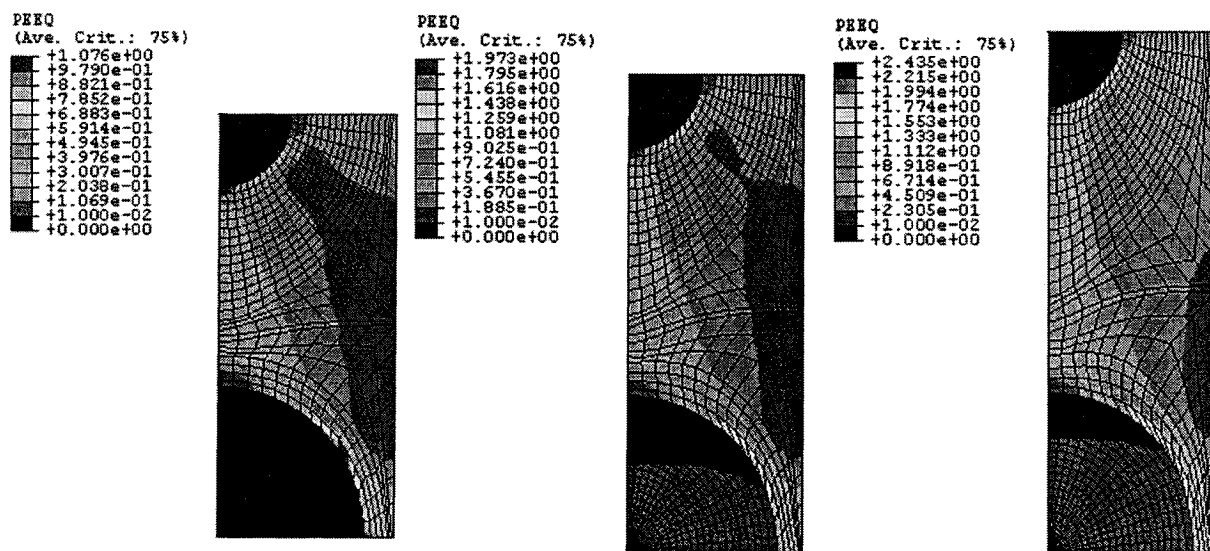 PEEQ
(Ave. Crit.: 75%)
+1.076e+00
+9.790e-01
+8.821e-01
+7.852e-01
+6.883e-01
+5.914e-01
+4.945e-01
+3.976e-01
+3.007e-01
+2.038e-01
+1.069e-01
+1.000e-02
+0.000e+00
PEEQ
(Ave. Crit.: 75%)
+1.973e+00
+1.795e+00
+1.616e+00
+1.438e+00
+1.259e+00
+1.081e+00
+9.025e-01
+7.240e-01
+5.455e-01
+3.670e-01
+1.885e-01
+1.000e-02
+0.000e+00
PEEQ
(Ave. Crit.: 75%)
+2.435e+00
+2.215e+00
+1.994e+00
+1.774e+00
+1.553e+00
+1.333e+00
+1.112e+00
+8.918e-01
+6.714e-01
+4.509e-01
+2.305e-01
+1.000e-02
+0.000e+00